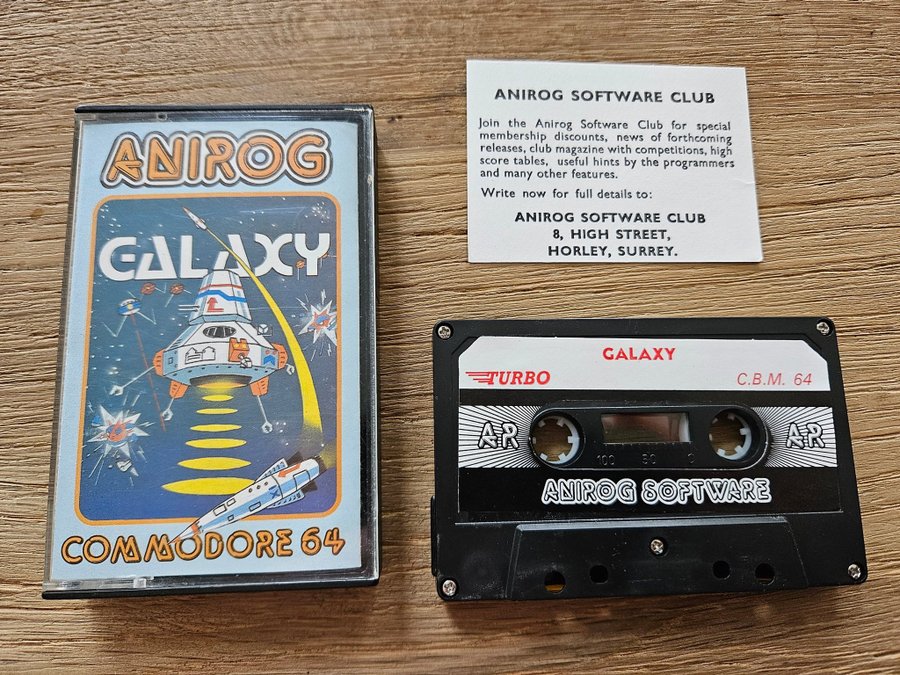 ANIROG
GALAXY
COMMODORE 64
ANIROG SOFTWARE CLUB
Join the Anirog Software Club for special
membership discounts, news of forthcoming
releases, club magazine with competitions, high
score tables, useful hints by the programmers
and many other features.
Write now for full details to:
ANIROG SOFTWARE CLUB
8, HIGH STREET,
HORLEY, SURREY.
GALAXY
TURBO
C.B.M. 64
AR
AR
100 50 0
ANIROG SOFTWARE